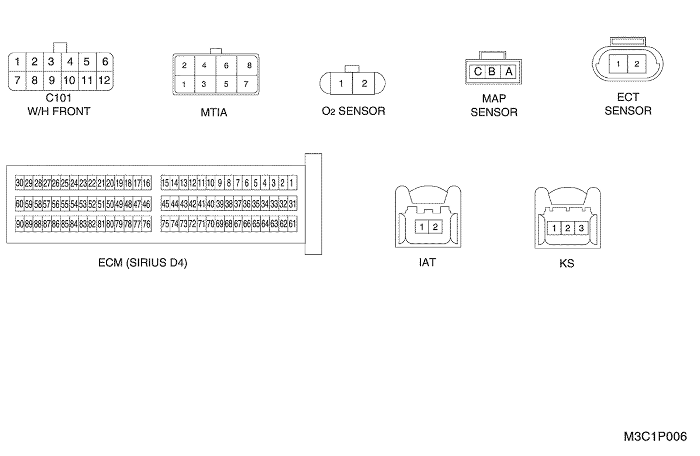 1 2 3 4 5 6
7 8 9 10 11 12
C101
W/H FRONT
2 4 6 8
1 3 5 7
MTIA
1 2
O2 SENSOR
C B A
MAP
SENSOR
1 2
ECT
SENSOR
30 29 28 27 26 25 24 23 22 21 20 19 18 17 16 15 14 13 12 11 10 9 8 7 6 5 4 3 2 1
60 59 58 57 56 55 54 53 52 51 50 49 48 47 46 45 44 43 42 41 40 39 38 37 36 35 34 33 32 31
90 89 88 87 86 85 84 83 82 81 80 79 78 77 76 75 74 73 72 71 70 69 68 67 66 65 64 63 62 61
ECM (SIRIUS D4)
1 2
IAT
1 2 3
KS
M3C1P006